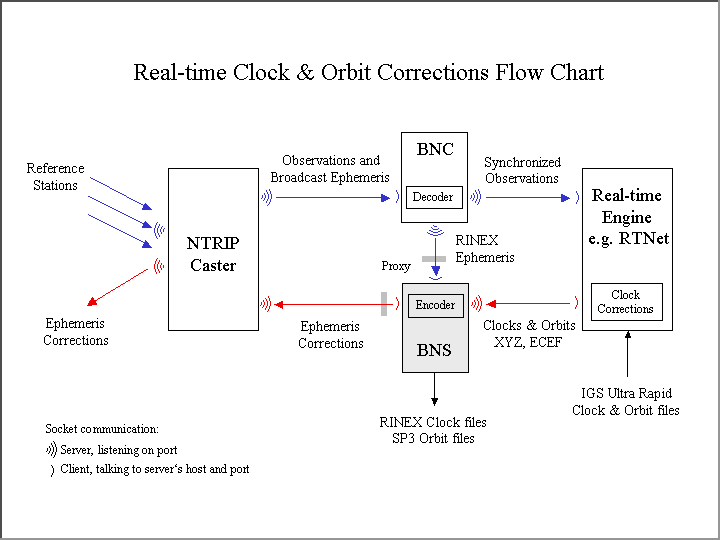 Real-time Clock & Orbit Corrections Flow Chart
Reference
Stations
Observations and
Broadcast Ephemeris
BNC
Decoder
Synchronized
Observations
Real-time
Engine
e.g. RTNet
NTRIP
Caster
RINEX
Ephemeris
Proxy
Encoder
BNS
Clock
Corrections
Ephemeris
Corrections
Ephemeris
Corrections
Clocks & Orbits
XYZ, ECEF
IGS Ultra Rapid
Clock & Orbit files
RINEX Clock files
SP3 Orbit files
Socket communication:
Server, listening on port
Client, talking to server‘s host and port